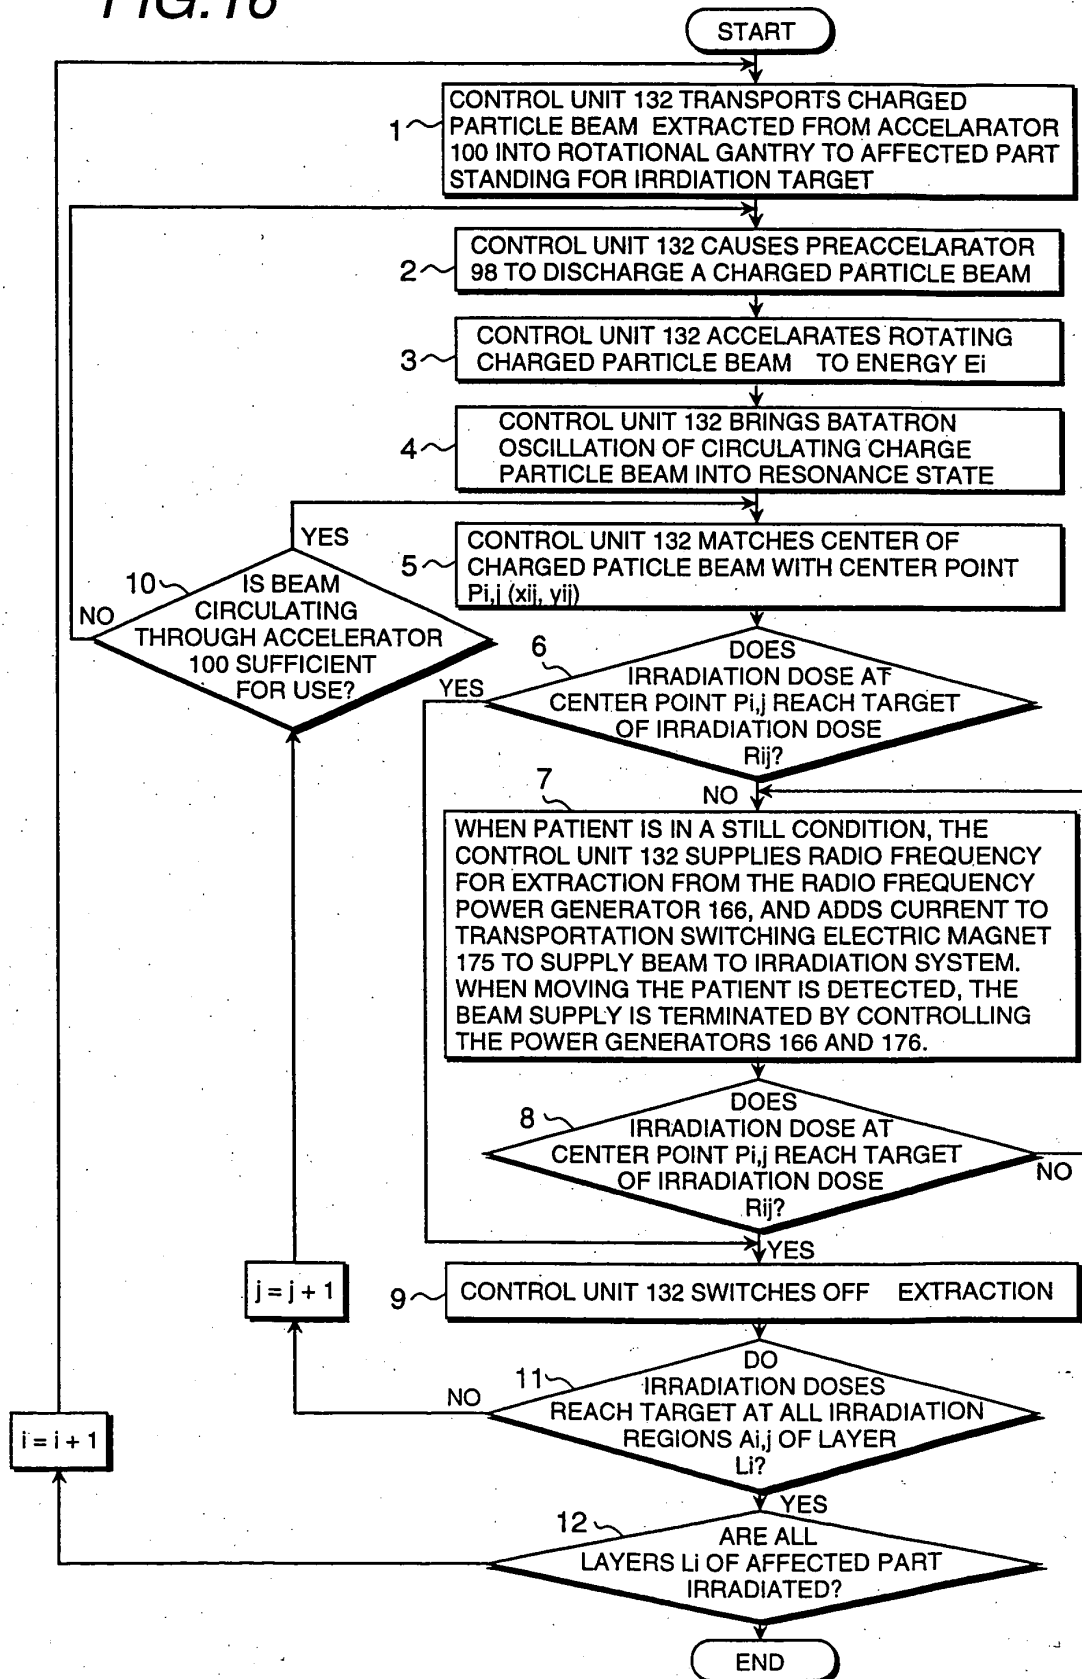 FIG.16
START
1
CONTROL UNIT 132 TRANSPORTS CHARGED
PARTICLE BEAM EXTRACTED FROM ACCELARATOR
100 INTO ROTATIONAL GANTRY TO AFFECTED PART
STANDING FOR IRRDIATION TARGET
2
CONTROL UNIT 132 CAUSES PREACCELARATOR
98 TO DISCHARGE A CHARGED PARTICLE BEAM
3
CONTROL UNIT 132 ACCELARATES ROTATING
CHARGED PARTICLE BEAM TO ENERGY Ei
4
CONTROL UNIT 132 BRINGS BATATRON
OSCILLATION OF CIRCULATING CHARGE
PARTICLE BEAM INTO RESONANCE STATE
5
CONTROL UNIT 132 MATCHES CENTER OF
CHARGED PATICLE BEAM WITH CENTER POINT
Pi,j (xij, yij)
YES
10
NO
IS BEAM
CIRCULATING
THROUGH ACCELERATOR
100 SUFFICIENT
FOR USE?
6
YES
DOES
IRRADIATION DOSE AT
CENTER POINT Pi,j REACH TARGET
OF IRRADIATION DOSE
Rij?
NO
7
WHEN PATIENT IS IN A STILL CONDITION, THE
CONTROL UNIT 132 SUPPLIES RADIO FREQUENCY
FOR EXTRACTION FROM THE RADIO FREQUENCY
POWER GENERATOR 166, AND ADDS CURRENT TO
TRANSPORTATION SWITCHING ELECTRIC MAGNET
175 TO SUPPLY BEAM TO IRRADIATION SYSTEM.
WHEN MOVING THE PATIENT IS DETECTED, THE
BEAM SUPPLY IS TERMINATED BY CONTROLLING
THE POWER GENERATORS 166 AND 176.
8
DOES
IRRADIATION DOSE AT
CENTER POINT Pi,j REACH TARGET
OF IRRADIATION DOSE
Rij?
NO
YES
j = j + 1
9
CONTROL UNIT 132 SWITCHES OFF EXTRACTION
11
NO
DO
IRRADIATION DOSES
REACH TARGET AT ALL IRRADIATION
REGIONS Ai,j OF LAYER
Li?
i = i + 1
YES
12
ARE ALL
LAYERS Li OF AFFECTED PART
IRRADIATED?
END